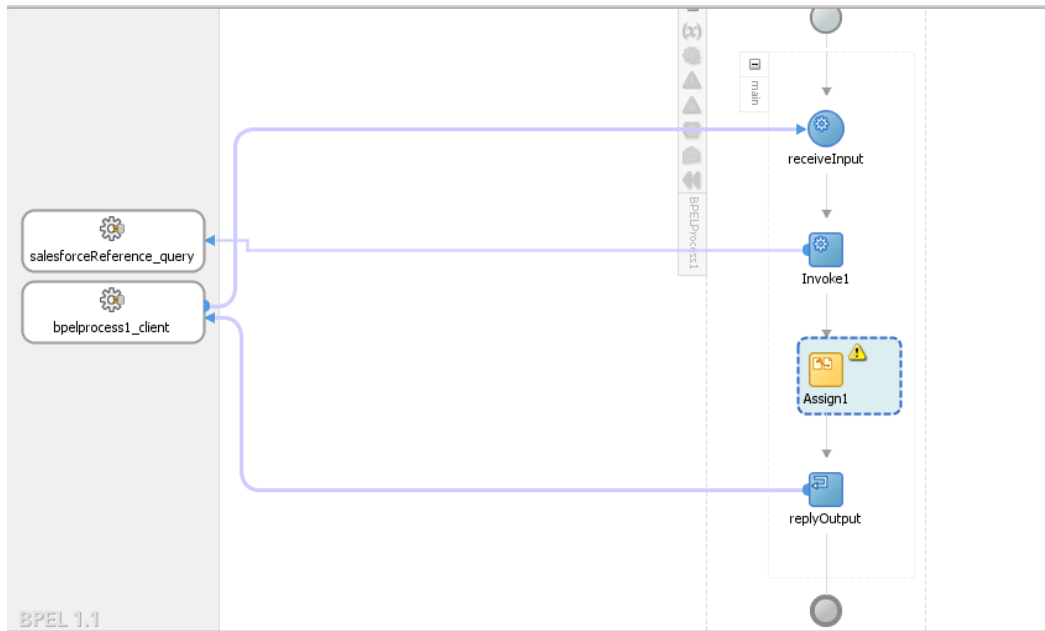 (x)
main
receiveInput
BPELProcess1
salesforceReference_query
Invoke1
bpelprocess1_client
Assign1
replyOutput
BPEL 1.1